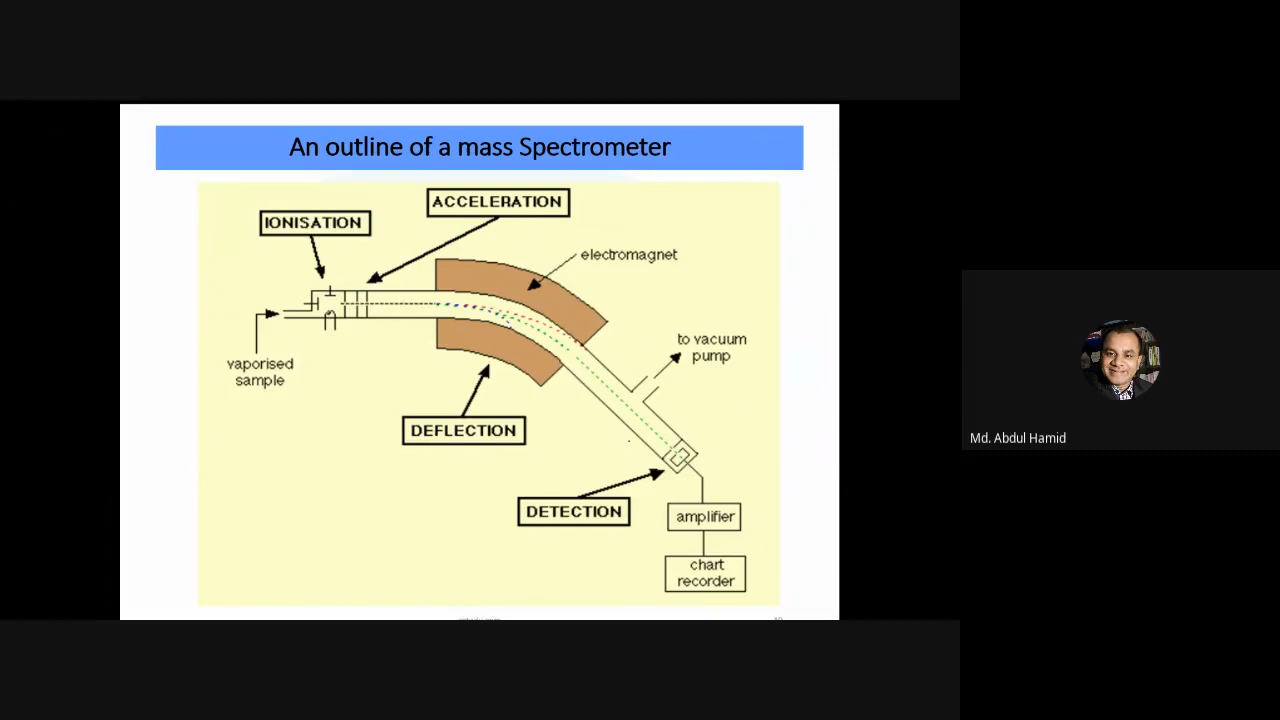 An outline of a mass Spectrometer
ACCELERATION
IONISATION
electromagnet
vaporised
sample
to vacuum
pump
DEFLECTION
DETECTION
amplifier
chart
recorder
Md. Abdul Hamid